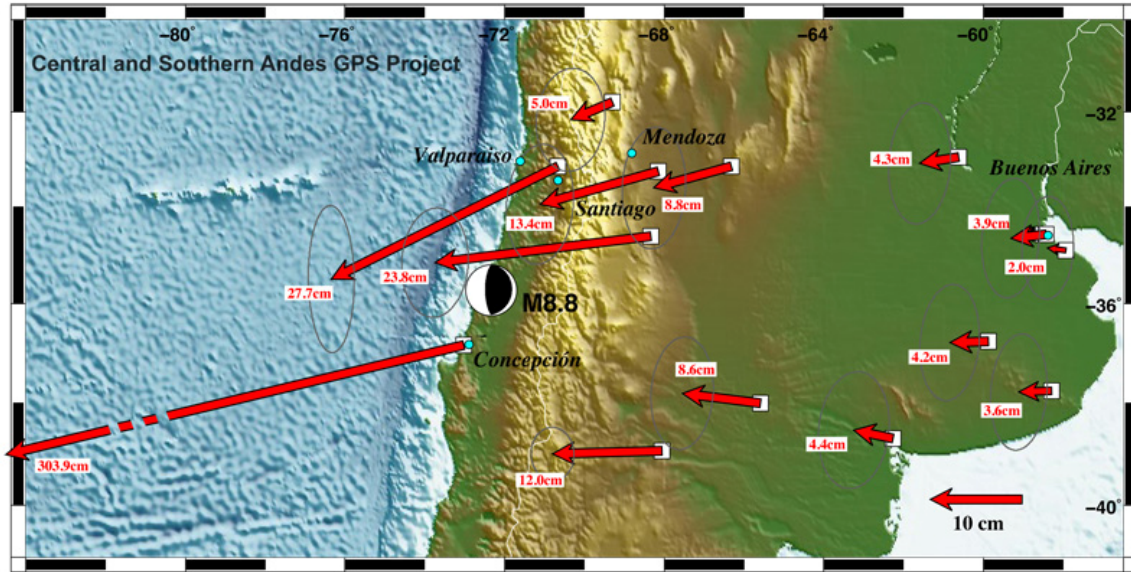 −80 −76 −72 −68 −64 −60
Central and Southern Andes GPS Project
5.0cm
−32
Mendoza
Valparaiso
4.3cm
Buenos Aires
8.8cm
Santiago
13.4cm
3.9cm
2.0cm
23.8cm
27.7cm
M8.8
−36
4.2cm
Concepción
8.6cm
3.6cm
4.4cm
303.9cm
12.0cm
−40
10 cm